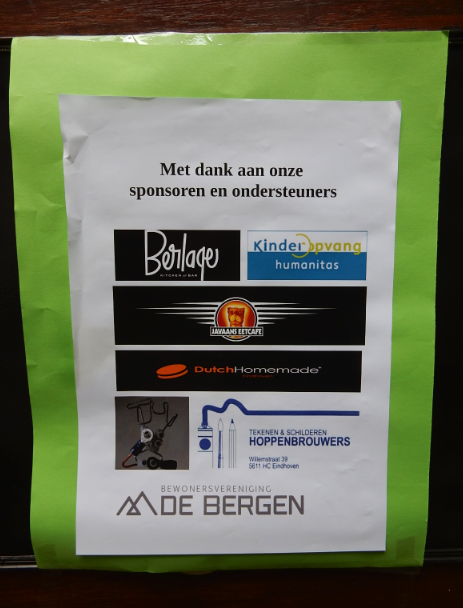 Met dank aan onze
sponsoren en ondersteuners
Berlage
KITCHEN & BAR
Kinderopvang
humanitas
JAVAANS EETCAFE
DutchHomemade
TEKENEN & SCHILDEREN
HOPPENBROUWERS
Willemstraat 39
5611 HC Eindhoven
BEWONERSVERENIGING
DE BERGEN